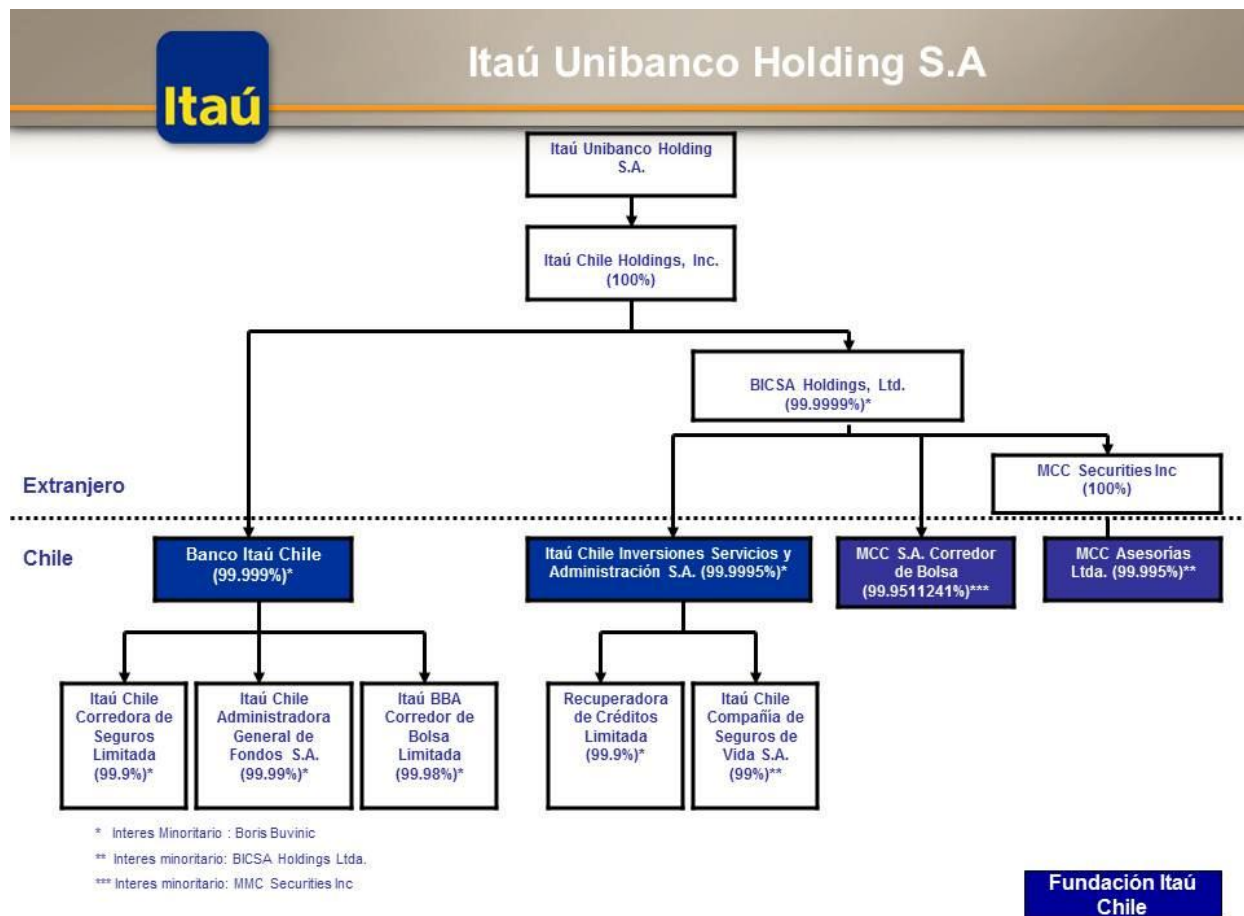 Itaú
Itaú Unibanco Holding S.A
Itaú Unibanco Holding
S.A.
Itaú Chile Holdings, Inc.
(100%)
BICSA Holdings, Ltd.
(99.9999%)*
MCC Securities Inc
(100%)
Extranjero
Chile
Banco Itaú Chile
(99.999%)*
Itaú Chile Inversiones Servicios y
Administración S.A. (99.9995%)*
MCC S.A. Corredor
de Bolsa
(99.9511241%)***
MCC Asesorías
Ltda. (99.995%)**
Itaú Chile
Corredora de
Seguros
Limitada
(99.9%)*
Itaú Chile
Administradora
General de
Fondos S.A.
(99.99%)*
Itaú BBA
Corredor de
Bolsa
Limitada
(99.98%)*
Recuperadora
de Créditos
Limitada
(99.9%)*
Itaú Chile
Compañía de
Seguros de
Vida S.A.
(99%)**
* Interes Minoritario : Boris Buvinic
** Interes minoritario: BICSA Holdings Ltda.
*** Interes minoritario: MMC Securities Inc
Fundación Itaú
Chile